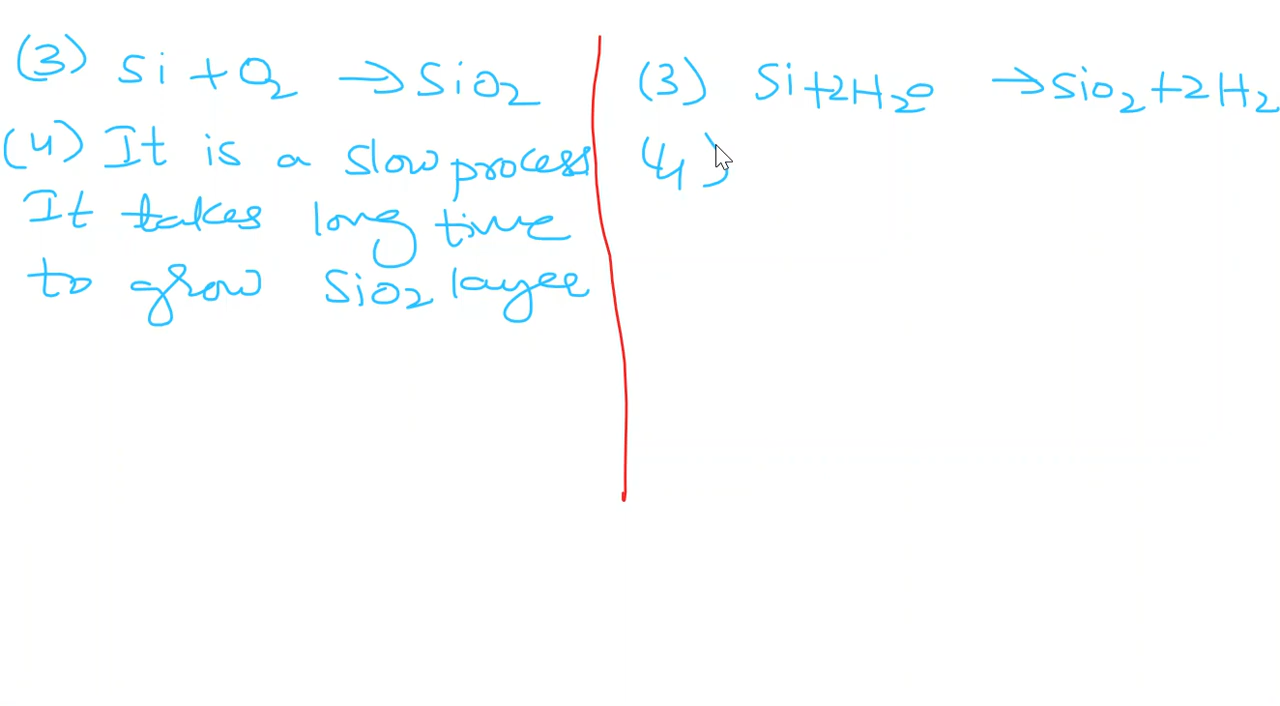 (3) Si + O2 → SiO2
(4) It is a slow process
It takes long time
to grow SiO2 layer
(3) Si + 2H2O → SiO2 + 2H2
(4)